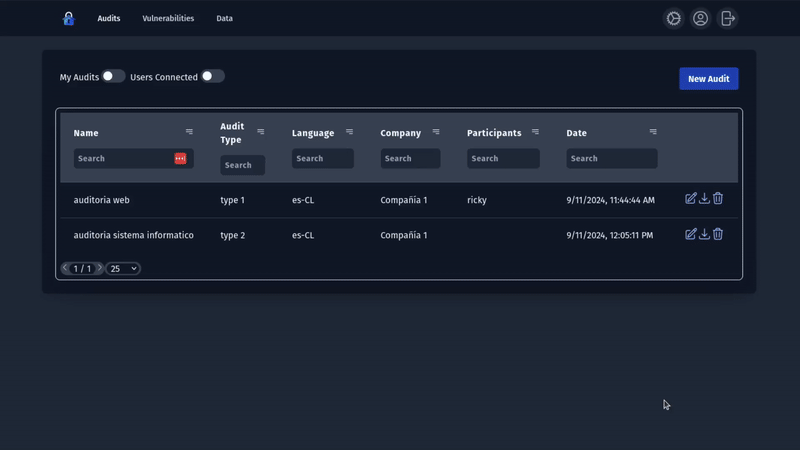 Audits Vulnerabilities Data
My Audits Users Connected New Audit
Name Audit Type Language Company Participants Date
Search Search Search Search Search Search
auditoria web type 1 es-CL Compañia 1 ricky 9/11/2024, 11:44:44 AM
auditoria sistema informatico type 2 es-CL Compañia 1 9/11/2024, 12:05:11 PM
1 / 1 25